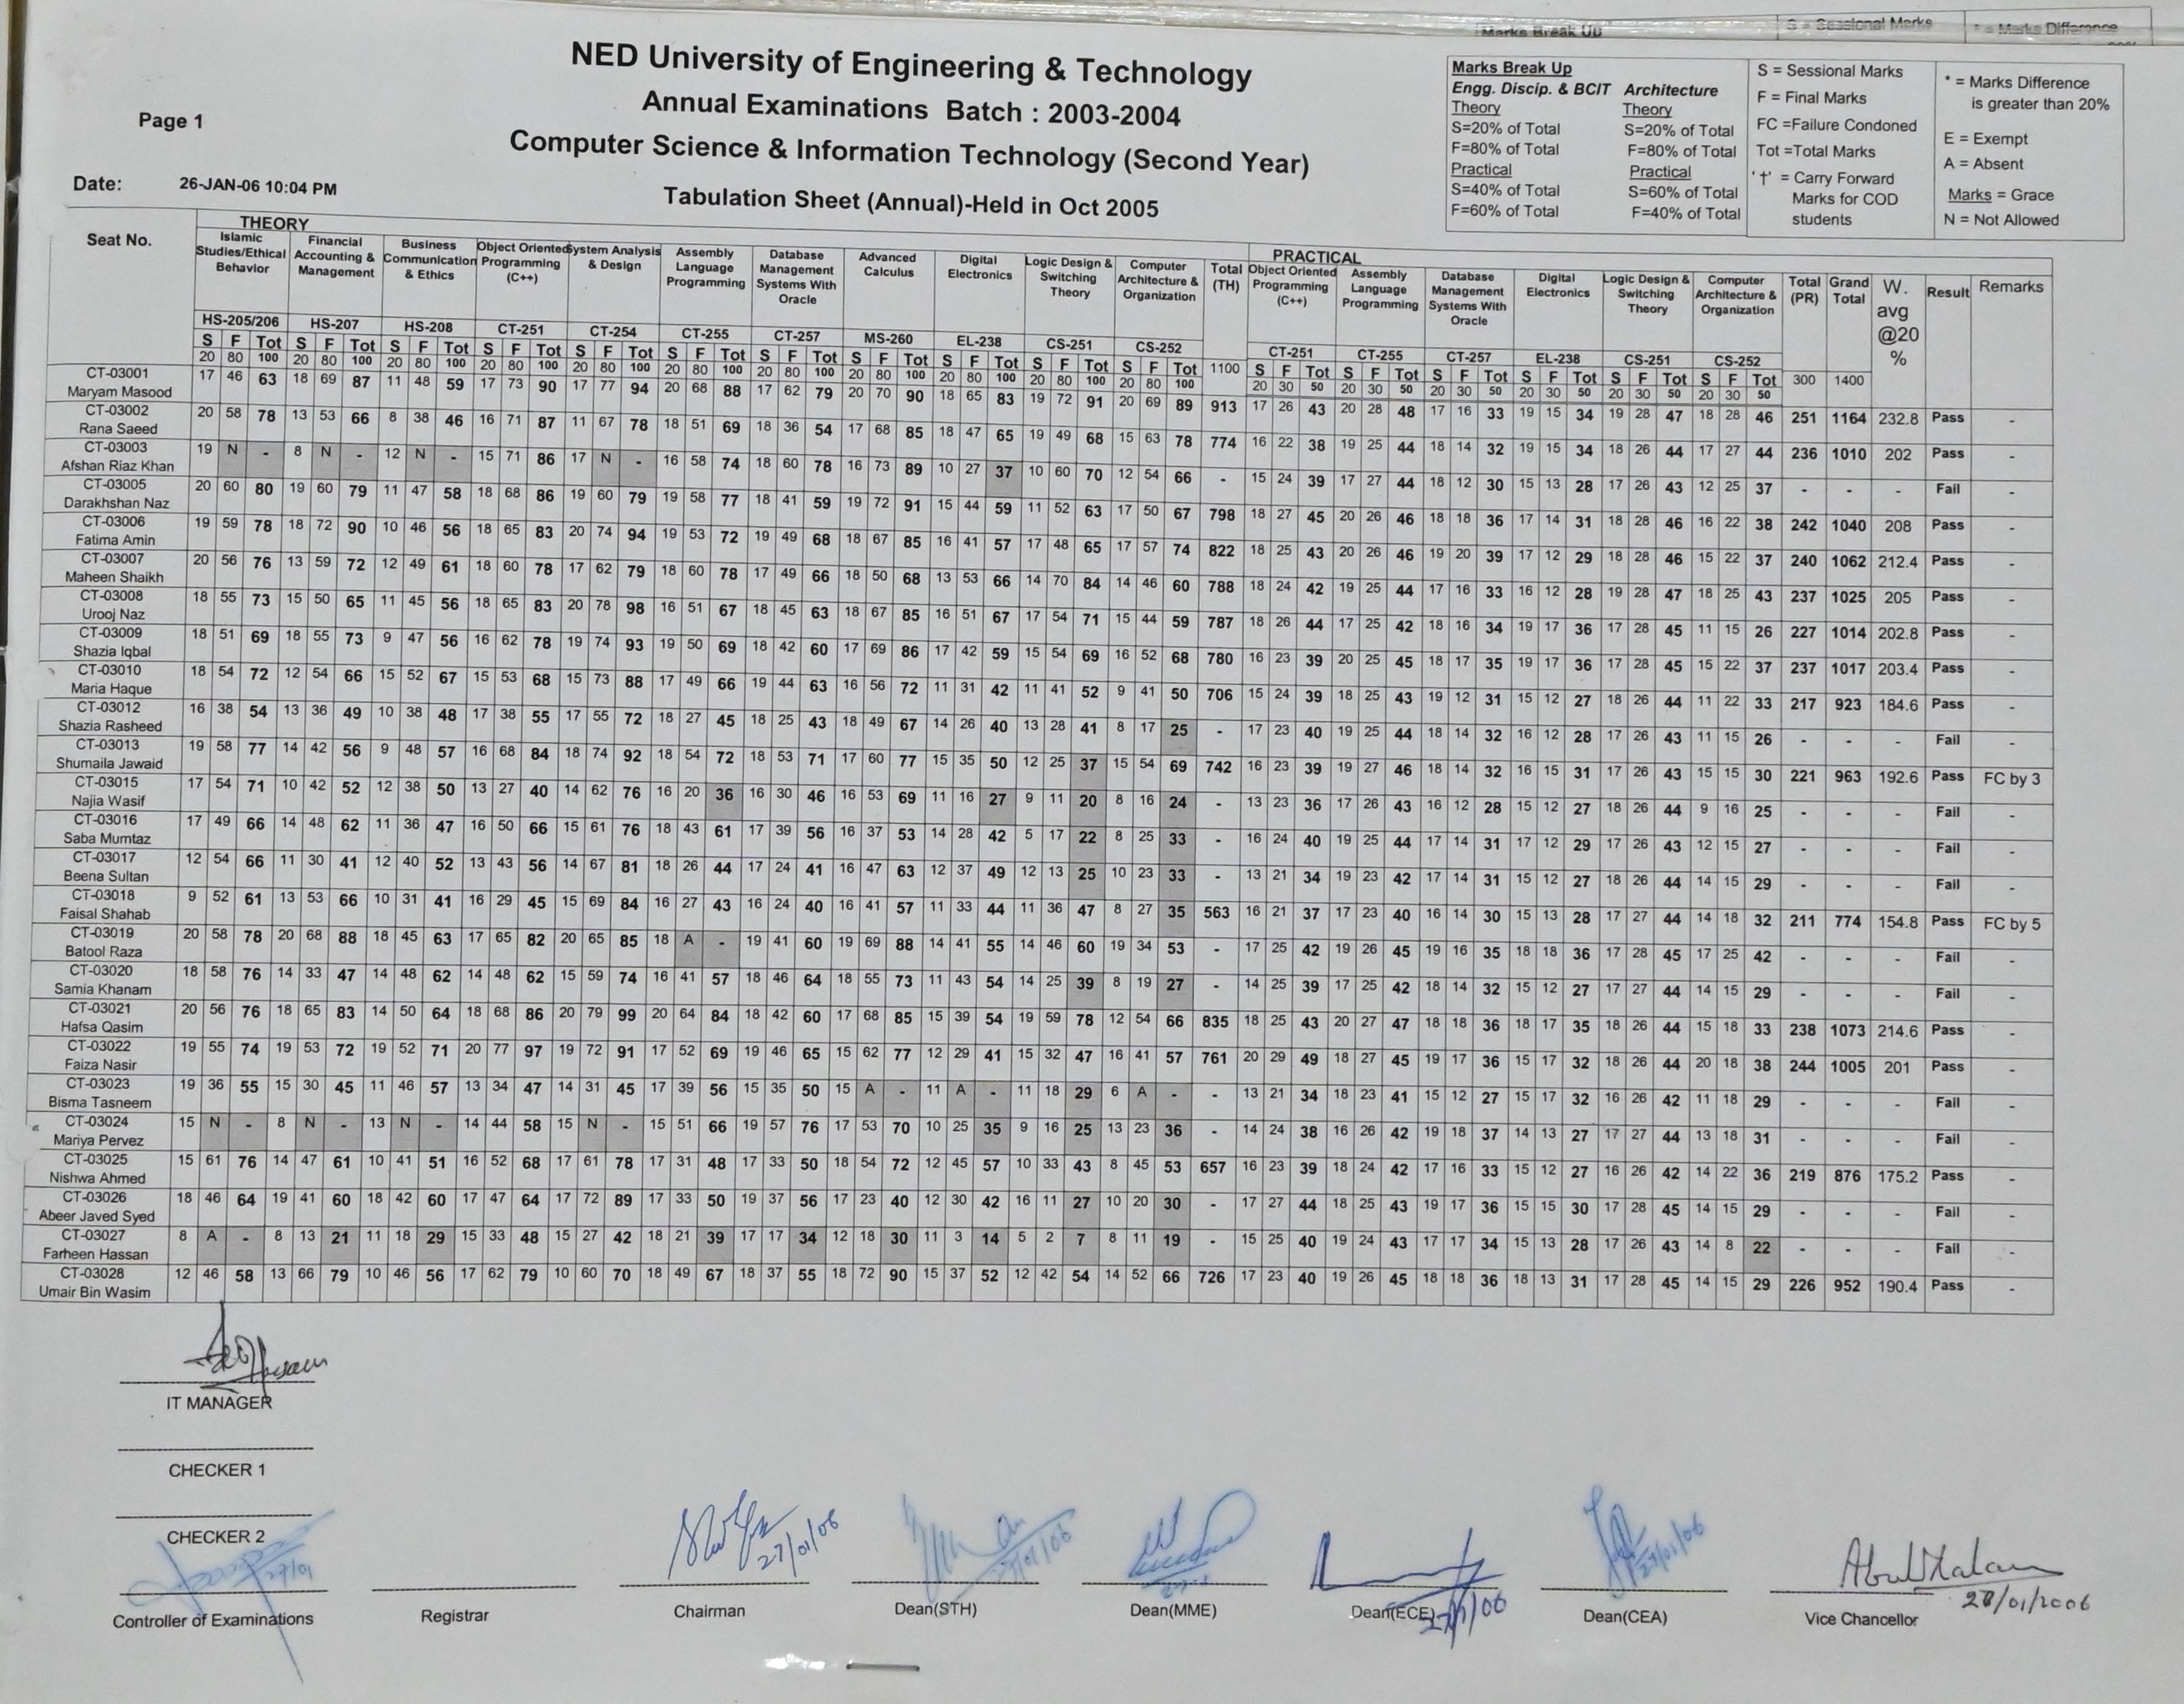 Marks Break Up S = Sessional Marks * = Marks Difference
NED University of Engineering & Technology
Annual Examinations Batch : 2003-2004
Computer Science & Information Technology (Second Year)
Tabulation Sheet (Annual)-Held in Oct 2005
Page 1
Date: 26-JAN-06 10:04 PM
Marks Break Up
Engg. Discip. & BCIT Architecture
Theory Theory
S=20% of Total S=20% of Total
F=80% of Total F=80% of Total
Practical Practical
S=40% of Total S=60% of Total
F=60% of Total F=40% of Total
S = Sessional Marks
F = Final Marks
FC =Failure Condoned
Tot =Total Marks
'†' = Carry Forward
Marks for COD
students
* = Marks Difference
is greater than 20%
E = Exempt
A = Absent
Marks = Grace
N = Not Allowed
THEORY PRACTICAL
Seat No. Islamic Studies/Ethical Behavior Financial Accounting & Management Business Communication & Ethics Object Oriented Programming (C++) System Analysis & Design Assembly Language Programming Database Management Systems With Oracle Advanced Calculus Digital Electronics Logic Design & Switching Theory Computer Architecture & Organization Total (TH) Object Oriented Programming (C++) Assembly Language Programming Database Management Systems With Oracle Digital Electronics Logic Design & Switching Theory Computer Architecture & Organization Total (PR) Grand Total W. avg @20 % Result Remarks
HS-205/206 HS-207 HS-208 CT-251 CT-254 CT-255 CT-257 MS-260 EL-238 CS-251 CS-252 CT-251 CT-255 CT-257 EL-238 CS-251 CS-252
S F Tot S F Tot S F Tot S F Tot S F Tot S F Tot S F Tot S F Tot S F Tot S F Tot S F Tot S F Tot S F Tot S F Tot S F Tot S F Tot S F Tot
20 80 100 20 80 100 20 80 100 20 80 100 20 80 100 20 80 100 20 80 100 20 80 100 20 80 100 20 80 100 20 80 100 1100 20 30 50 20 30 50 20 30 50 20 30 50 20 30 50 20 30 50 300 1400
CT-03001 17 46 63 18 69 87 11 48 59 17 73 90 17 77 94 20 68 88 17 62 79 20 70 90 18 65 83 19 72 91 20 69 89 913 17 26 43 20 28 48 17 16 33 19 15 34 19 28 47 18 28 46 251 1164 232.8 Pass -
Maryam Masood
CT-03002 20 58 78 13 53 66 8 38 46 16 71 87 11 67 78 18 51 69 18 36 54 17 68 85 18 47 65 19 49 68 15 63 78 774 16 22 38 19 25 44 18 14 32 19 15 34 18 26 44 17 27 44 236 1010 202 Pass -
Rana Saeed
CT-03003 19 N - 8 N - 12 N - 15 71 86 17 N - 16 58 74 18 60 78 16 73 89 10 27 37 10 60 70 12 54 66 - 15 24 39 17 27 44 18 12 30 15 13 28 17 26 43 12 25 37 - - - Fail -
Afshan Riaz Khan
CT-03005 20 60 80 19 60 79 11 47 58 18 68 86 19 60 79 19 58 77 18 41 59 19 72 91 15 44 59 11 52 63 17 50 67 798 18 27 45 20 26 46 18 18 36 17 14 31 18 28 46 16 22 38 242 1040 208 Pass -
Darakhshan Naz
CT-03006 19 59 78 18 72 90 10 46 56 18 65 83 20 74 94 19 53 72 19 49 68 18 67 85 16 41 57 17 48 65 17 57 74 822 18 25 43 20 26 46 19 20 39 17 12 29 18 28 46 15 22 37 240 1062 212.4 Pass -
Fatima Amin
CT-03007 20 56 76 13 59 72 12 49 61 18 60 78 17 62 79 18 60 78 17 49 66 18 50 68 13 53 66 14 70 84 14 46 60 788 18 24 42 19 25 44 17 16 33 16 12 28 19 28 47 18 25 43 237 1025 205 Pass -
Maheen Shaikh
CT-03008 18 55 73 15 50 65 11 45 56 18 65 83 20 78 98 16 51 67 18 45 63 18 67 85 16 51 67 17 54 71 15 44 59 787 18 26 44 17 25 42 18 16 34 19 17 36 17 28 45 11 15 26 227 1014 202.8 Pass -
Urooj Naz
CT-03009 18 51 69 18 55 73 9 47 56 16 62 78 19 74 93 19 50 69 18 42 60 17 69 86 17 42 59 15 54 69 16 52 68 780 16 23 39 20 25 45 18 17 35 19 17 36 17 28 45 15 22 37 237 1017 203.4 Pass -
Shazia Iqbal
CT-03010 18 54 72 12 54 66 15 52 67 15 53 68 15 73 88 17 49 66 19 44 63 16 56 72 11 31 42 11 41 52 9 41 50 706 15 24 39 18 25 43 19 12 31 15 12 27 18 26 44 11 22 33 217 923 184.6 Pass -
Maria Haque
CT-03012 16 38 54 13 36 49 10 38 48 17 38 55 17 55 72 18 27 45 18 25 43 18 49 67 14 26 40 13 28 41 8 17 25 - 17 23 40 19 25 44 18 14 32 16 12 28 17 26 43 11 15 26 - - - Fail -
Shazia Rasheed
CT-03013 19 58 77 14 42 56 9 48 57 16 68 84 18 74 92 18 54 72 18 53 71 17 60 77 15 35 50 12 25 37 15 54 69 742 16 23 39 19 27 46 18 14 32 16 15 31 17 26 43 15 15 30 221 963 192.6 Pass FC by 3
Shumaila Jawaid
CT-03015 17 54 71 10 42 52 12 38 50 13 27 40 14 62 76 16 20 36 16 30 46 16 53 69 11 16 27 9 11 20 8 16 24 - 13 23 36 17 26 43 16 12 28 15 12 27 18 26 44 9 16 25 - - - Fail -
Najia Wasif
CT-03016 17 49 66 14 48 62 11 36 47 16 50 66 15 61 76 18 43 61 17 39 56 16 37 53 14 28 42 5 17 22 8 25 33 - 16 24 40 19 25 44 17 14 31 17 12 29 17 26 43 12 15 27 - - - Fail -
Saba Mumtaz
CT-03017 12 54 66 11 30 41 12 40 52 13 43 56 14 67 81 18 26 44 17 24 41 16 47 63 12 37 49 12 13 25 10 23 33 - 13 21 34 19 23 42 17 14 31 15 12 27 18 26 44 14 15 29 - - - Fail -
Beena Sultan
CT-03018 9 52 61 13 53 66 10 31 41 16 29 45 15 69 84 16 27 43 16 24 40 16 41 57 11 33 44 11 36 47 8 27 35 563 16 21 37 17 23 40 16 14 30 15 13 28 17 27 44 14 18 32 211 774 154.8 Pass FC by 5
Faisal Shahab
CT-03019 20 58 78 20 68 88 18 45 63 17 65 82 20 65 85 18 A - 19 41 60 19 69 88 14 41 55 14 46 60 19 34 53 - 17 25 42 19 26 45 19 16 35 18 18 36 17 28 45 17 25 42 - - - Fail -
Batool Raza
CT-03020 18 58 76 14 33 47 14 48 62 14 48 62 15 59 74 16 41 57 18 46 64 18 55 73 11 43 54 14 25 39 8 19 27 - 14 25 39 17 25 42 18 14 32 15 12 27 17 27 44 14 15 29 - - - Fail -
Samia Khanam
CT-03021 20 56 76 18 65 83 14 50 64 18 68 86 20 79 99 20 64 84 18 42 60 17 68 85 15 39 54 19 59 78 12 54 66 835 18 25 43 20 27 47 18 18 36 18 17 35 18 26 44 15 18 33 238 1073 214.6 Pass -
Hafsa Qasim
CT-03022 19 55 74 19 53 72 19 52 71 20 77 97 19 72 91 17 52 69 19 46 65 15 62 77 12 29 41 15 32 47 16 41 57 761 20 29 49 18 27 45 19 17 36 15 17 32 18 26 44 20 18 38 244 1005 201 Pass -
Faiza Nasir
CT-03023 19 36 55 15 30 45 11 46 57 13 34 47 14 31 45 17 39 56 15 35 50 15 A - 11 A - 11 18 29 6 A - - 13 21 34 18 23 41 15 12 27 15 17 32 16 26 42 11 18 29 - - - Fail -
Bisma Tasneem
CT-03024 15 N - 8 N - 13 N - 14 44 58 15 N - 15 51 66 19 57 76 17 53 70 10 25 35 9 16 25 13 23 36 - 14 24 38 16 26 42 19 18 37 14 13 27 17 27 44 13 18 31 - - - Fail -
Mariya Pervez
CT-03025 15 61 76 14 47 61 10 41 51 16 52 68 17 61 78 17 31 48 17 33 50 18 54 72 12 45 57 10 33 43 8 45 53 657 16 23 39 18 24 42 17 16 33 15 12 27 16 26 42 14 22 36 219 876 175.2 Pass -
Nishwa Ahmed
CT-03026 18 46 64 19 41 60 18 42 60 17 47 64 17 72 89 17 33 50 19 37 56 17 23 40 12 30 42 16 11 27 10 20 30 - 17 27 44 18 25 43 19 17 36 15 15 30 17 28 45 14 15 29 - - - Fail -
Abeer Javed Syed
CT-03027 8 A - 8 13 21 11 18 29 15 33 48 15 27 42 18 21 39 17 17 34 12 18 30 11 3 14 5 2 7 8 11 19 - 15 25 40 19 24 43 17 17 34 15 13 28 17 26 43 14 8 22 - - - Fail -
Farheen Hassan
CT-03028 12 46 58 13 66 79 10 46 56 17 62 79 10 60 70 18 49 67 18 37 55 18 72 90 15 37 52 12 42 54 14 52 66 726 17 23 40 19 26 45 18 18 36 18 13 31 17 28 45 14 15 29 226 952 190.4 Pass -
Umair Bin Wasim
IT MANAGER
CHECKER 1
CHECKER 2
27/01/06 27/01/06 27/01/06 28/01/2006
Controller of Examinations Registrar Chairman Dean(STH) Dean(MME) Dean(ECE) Dean(CEA) Vice Chancellor